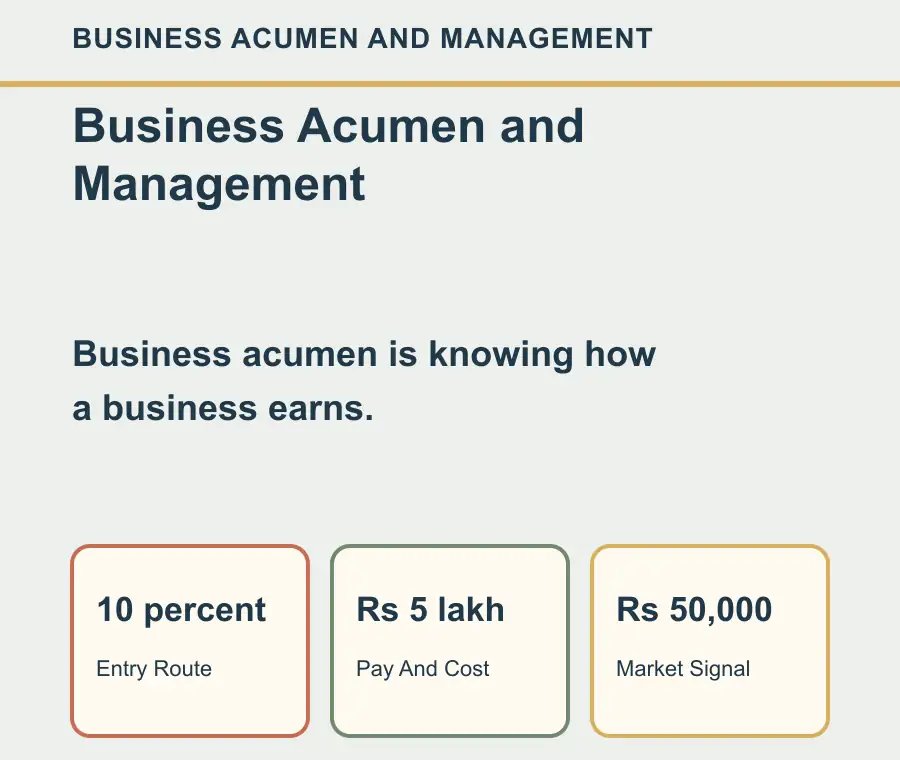 BUSINESS ACUMEN AND MANAGEMENT
Business Acumen and
Management
Business acumen is knowing how
a business earns.
10 percent
Entry Route
Rs 5 lakh
Pay And Cost
Rs 50,000
Market Signal